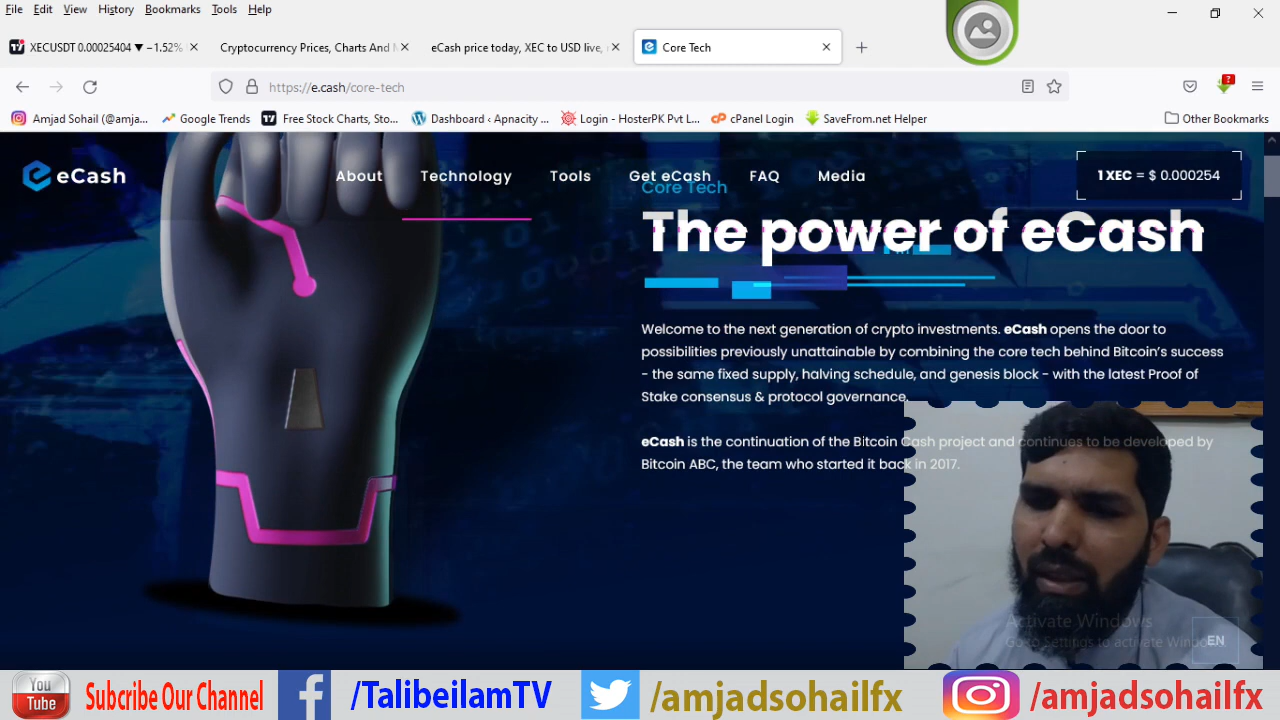 File Edit View History Bookmarks Tools Help
XECUSDT 0.00025404 ▼ −1.52%
Cryptocurrency Prices, Charts And M
eCash price today, XEC to USD live,
Core Tech
https://e.cash/core-tech
Amjad Sohail (@amja...
Google Trends
Free Stock Charts, Sto...
Dashboard ‹ Apnacity ...
Login - HosterPK Pvt L...
cPanel Login
SaveFrom.net Helper
Other Bookmarks
eCash
About Technology Tools Get eCash FAQ Media
1 XEC = $ 0.000254
Core Tech
The power of eCash
Welcome to the next generation of crypto investments. eCash opens the door to
possibilities previously unattainable by combining the core tech behind Bitcoin’s success
- the same fixed supply, halving schedule, and genesis block - with the latest Proof of
Stake consensus & protocol governance.
eCash is the continuation of the Bitcoin Cash project and continues to be developed by
Bitcoin ABC, the team who started it back in 2017.
Activate Windows
Go to Settings to activate Windows.
EN
You
Tube
Subcribe Our Channel
/TalibeilamTV
/amjadsohailfx
/amjadsohailfx